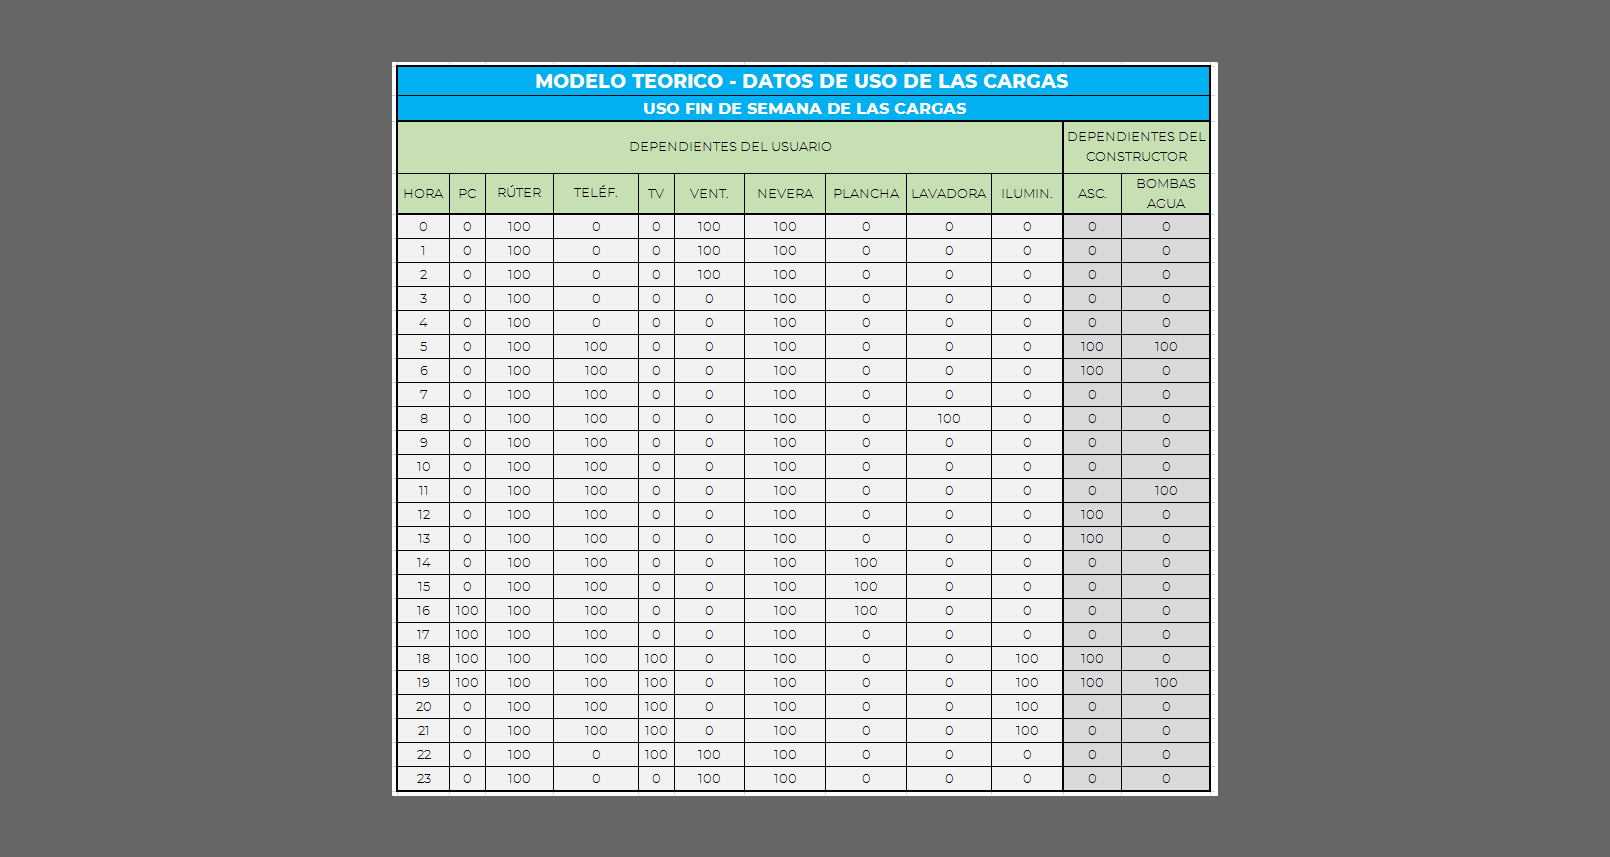 MODELO TEORICO - DATOS DE USO DE LAS CARGAS
USO FIN DE SEMANA DE LAS CARGAS
DEPENDIENTES DEL USUARIO
DEPENDIENTES DEL
CONSTRUCTOR
HORA PC RÚTER TELÉF. TV VENT. NEVERA PLANCHA LAVADORA ILUMIN. ASC. BOMBAS
AGUA
0 0 100 0 0 100 100 0 0 0 0 0
1 0 100 0 0 100 100 0 0 0 0 0
2 0 100 0 0 100 100 0 0 0 0 0
3 0 100 0 0 0 100 0 0 0 0 0
4 0 100 0 0 0 100 0 0 0 0 0
5 0 100 100 0 0 100 0 0 0 100 100
6 0 100 100 0 0 100 0 0 0 100 0
7 0 100 100 0 0 100 0 0 0 0 0
8 0 100 100 0 0 100 0 100 0 0 0
9 0 100 100 0 0 100 0 0 0 0 0
10 0 100 100 0 0 100 0 0 0 0 0
11 0 100 100 0 0 100 0 0 0 0 100
12 0 100 100 0 0 100 0 0 0 100 0
13 0 100 100 0 0 100 0 0 0 100 0
14 0 100 100 0 0 100 100 0 0 0 0
15 0 100 100 0 0 100 100 0 0 0 0
16 100 100 100 0 0 100 100 0 0 0 0
17 100 100 100 0 0 100 0 0 0 0 0
18 100 100 100 100 0 100 0 0 100 100 0
19 100 100 100 100 0 100 0 0 100 100 100
20 0 100 100 100 0 100 0 0 100 0 0
21 0 100 100 100 0 100 0 0 100 0 0
22 0 100 0 100 100 100 0 0 0 0 0
23 0 100 0 0 100 100 0 0 0 0 0